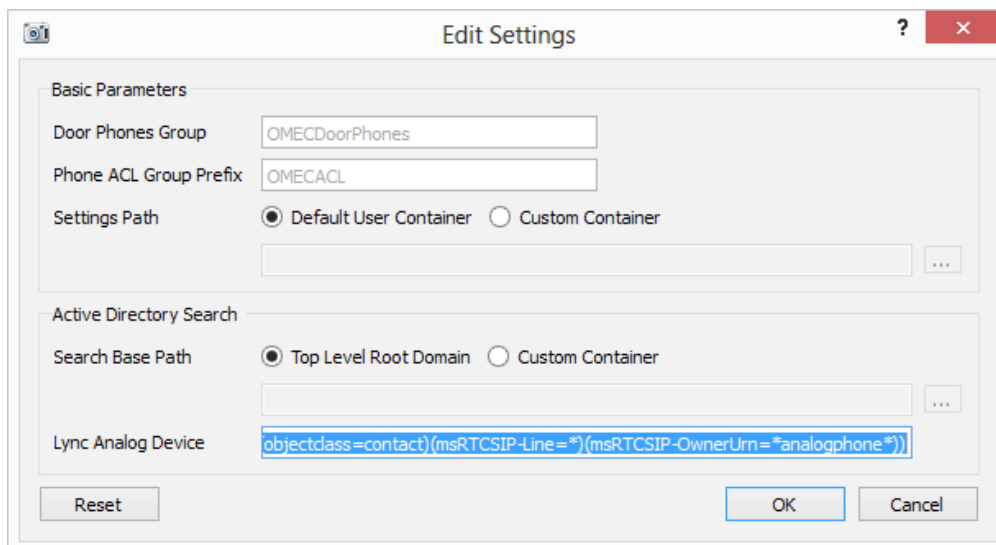 Edit Settings
?
Basic Parameters
Door Phones Group OMECDoorPhones
Phone ACL Group Prefix OMECACL
Settings Path Default User Container Custom Container
...
Active Directory Search
Search Base Path Top Level Root Domain Custom Container
...
Lync Analog Device objectclass=contact)(msRTCSIP-Line=*)(msRTCSIP-OwnerUrn=*analogphone*))
Reset OK Cancel